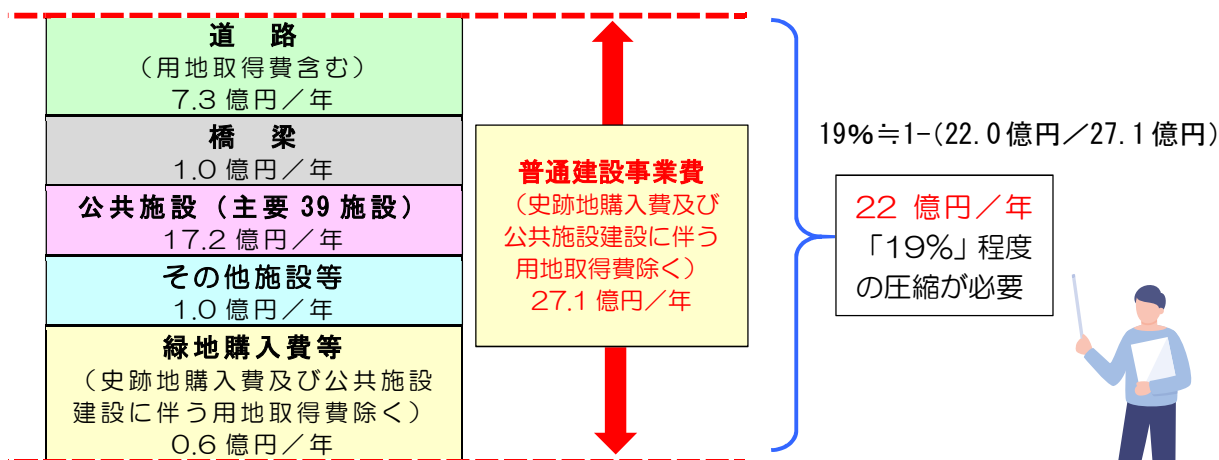 道　路
（用地取得費含む）
7.3 億円／年
橋　梁
1.0 億円／年
公共施設（主要 39 施設）
17.2 億円／年
その他施設等
1.0 億円／年
緑地購入費等
（史跡地購入費及び公共施設
建設に伴う用地取得費除く）
0.6 億円／年
普通建設事業費
（史跡地購入費及び
公共施設建設に伴う
用地取得費除く）
27.1 億円／年
19%≒1-(22.0億円／27.1億円)
22 億円／年
「19%」程度
の圧縮が必要